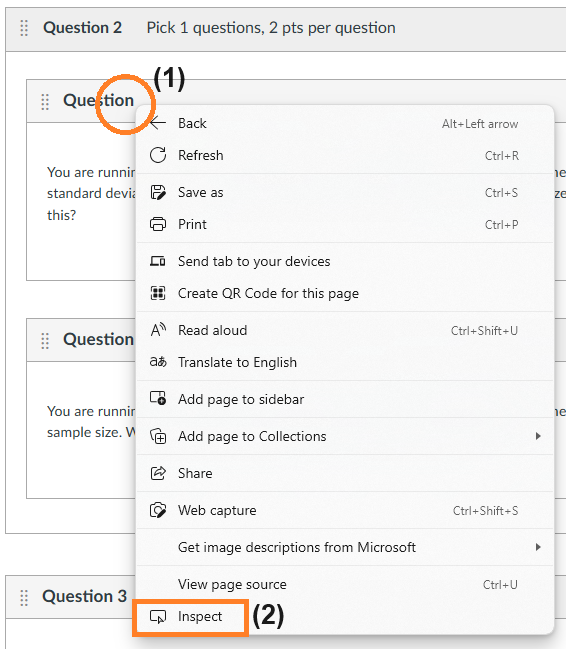 Question 2 Pick 1 questions, 2 pts per question
(1)
Question
Back Alt+Left arrow
You are runnin
standard devia
this?
Refresh Ctrl+R
Save as Ctrl+S
Print Ctrl+P
Send tab to your devices
Create QR Code for this page
Question
Read aloud Ctrl+Shift+U
Translate to English
Add page to sidebar
You are runnin
sample size. W
Add page to Collections
Share
Web capture Ctrl+Shift+S
Get image descriptions from Microsoft
View page source Ctrl+U
Question 3
Inspect (2)